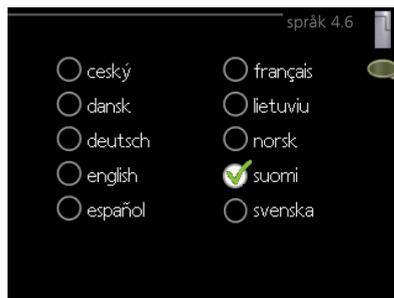 språk 4.6
ceský
dansk
deutsch
english
español
français
lietuviu
norsk
suomi
svenska